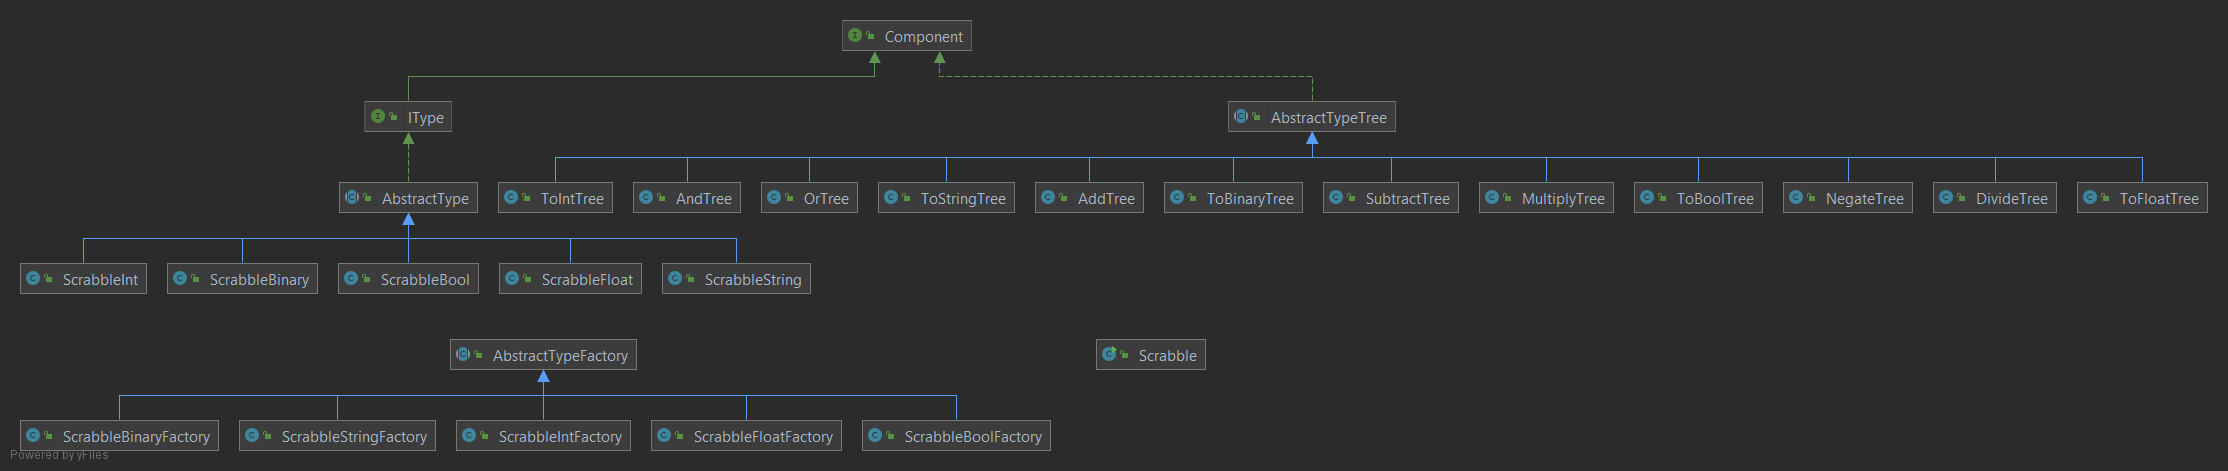 Component
IType
AbstractTypeTree
AbstractType
ToIntTree
AndTree
OrTree
ToStringTree
AddTree
ToBinaryTree
SubtractTree
MultiplyTree
ToBoolTree
NegateTree
DivideTree
ToFloatTree
ScrabbleInt
ScrabbleBinary
ScrabbleBool
ScrabbleFloat
ScrabbleString
AbstractTypeFactory
Scrabble
ScrabbleBinaryFactory
ScrabbleStringFactory
ScrabbleIntFactory
ScrabbleFloatFactory
ScrabbleBoolFactory
Powered by yFiles